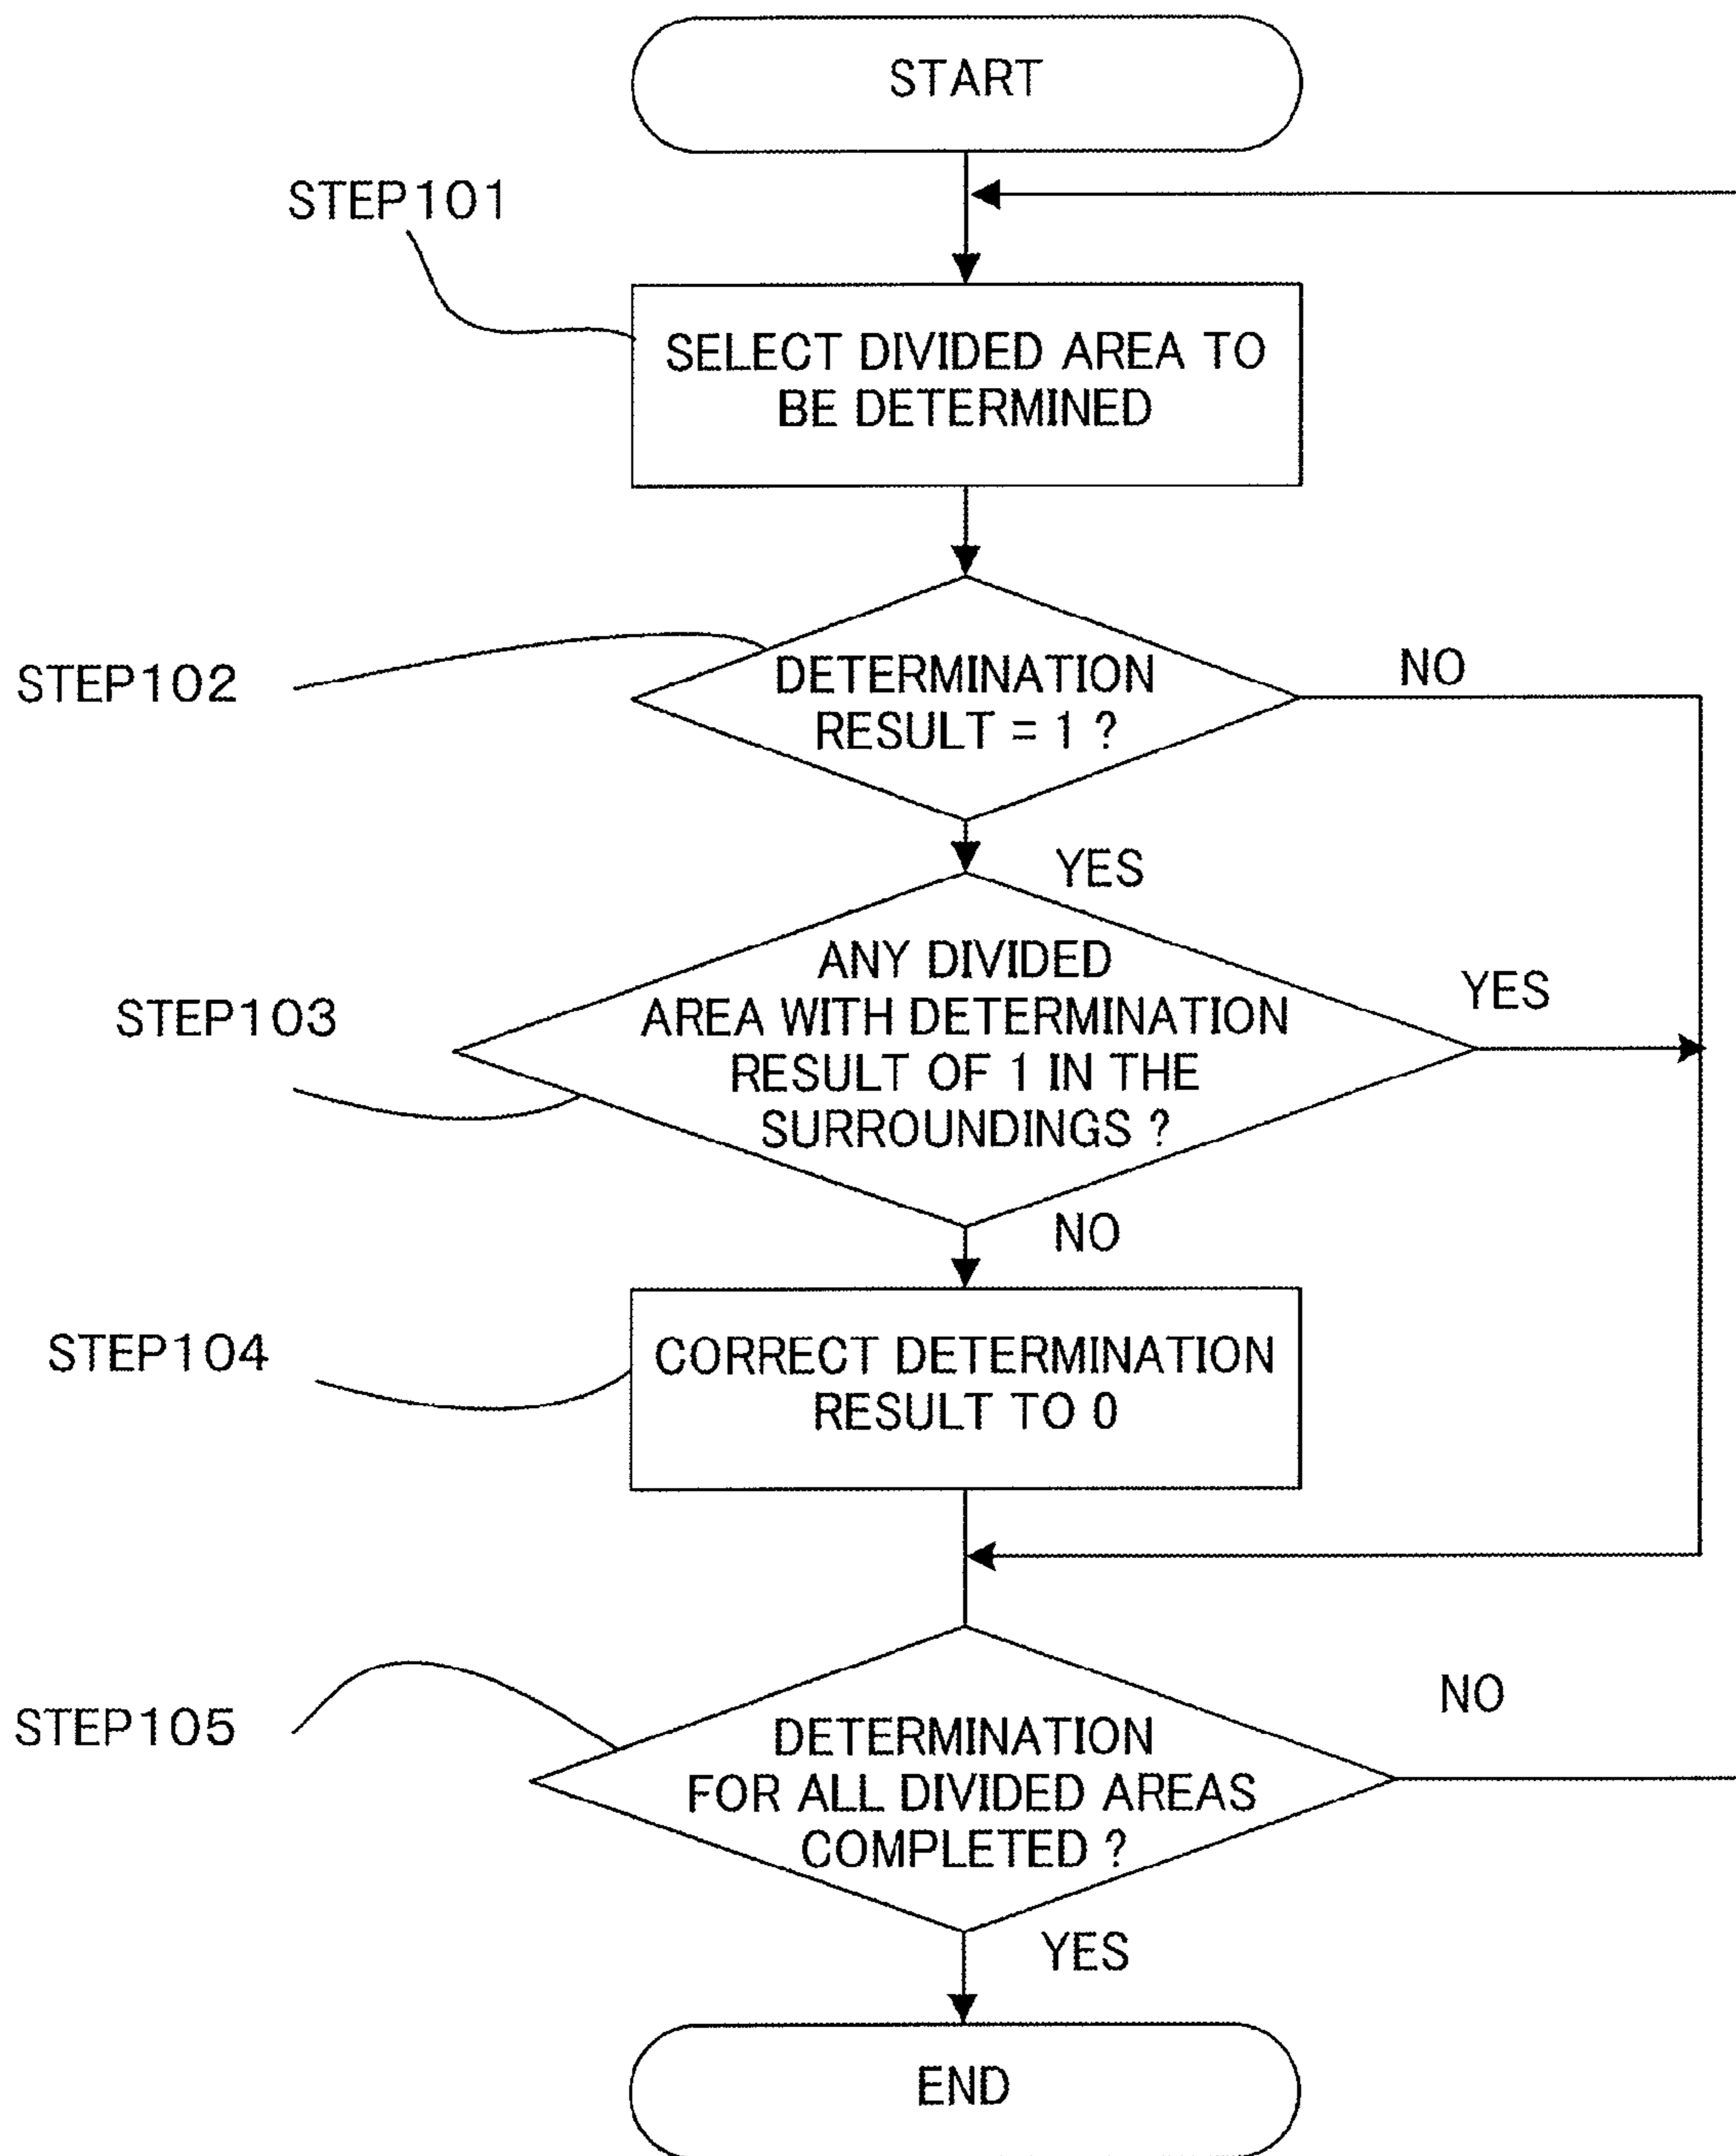 START
STEP101
SELECT DIVIDED AREA TO
BE DETERMINED
STEP102
DETERMINATION
RESULT = 1 ?
NO
YES
STEP103
ANY DIVIDED
AREA WITH DETERMINATION
RESULT OF 1 IN THE
SURROUNDINGS ?
YES
NO
STEP104
CORRECT DETERMINATION
RESULT TO 0
STEP105
DETERMINATION
FOR ALL DIVIDED AREAS
COMPLETED ?
NO
YES
END